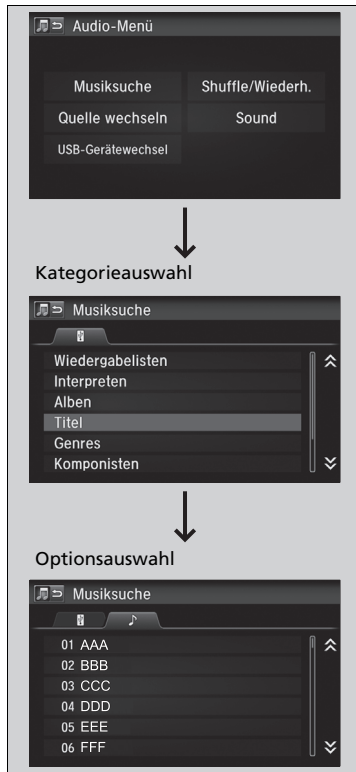 Audio-Menü
Musiksuche Shuffle/Wiederh.
Quelle wechseln Sound
USB-Gerätewechsel
Kategorieauswahl
Musiksuche
Wiedergabelisten
Interpreten
Alben
Titel
Genres
Komponisten
Optionsauswahl
Musiksuche
01 AAA
02 BBB
03 CCC
04 DDD
05 EEE
06 FFF